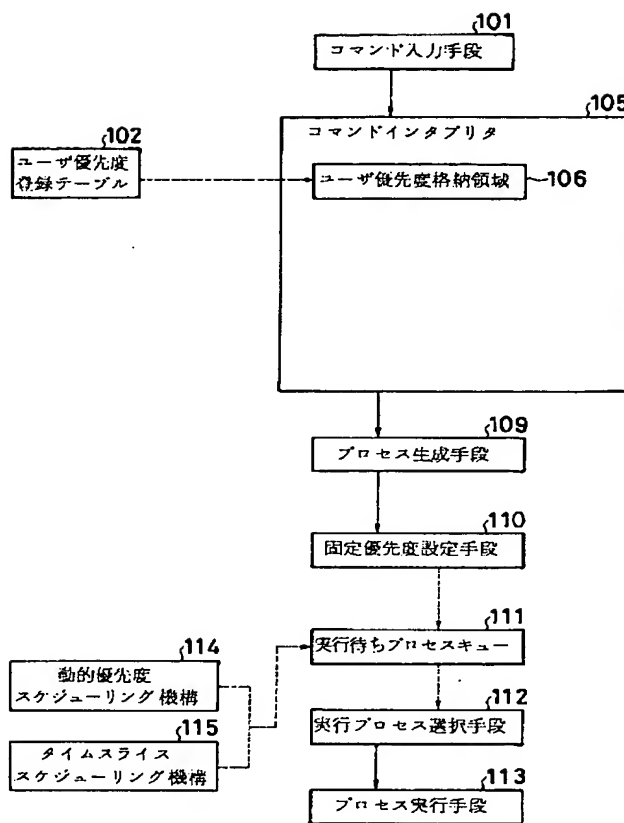 101
コマンド入力手段
105
コマンドインタプリタ
102
ユーザ優先度
登録テーブル
ユーザ優先度格納領域
106
109
プロセス生成手段
110
固定優先度設定手段
111
実行待ちプロセスキュー
114
動的優先度
スケジューリング機構
112
実行プロセス選択手段
115
タイムスライス
スケジューリング機構
113
プロセス実行手段